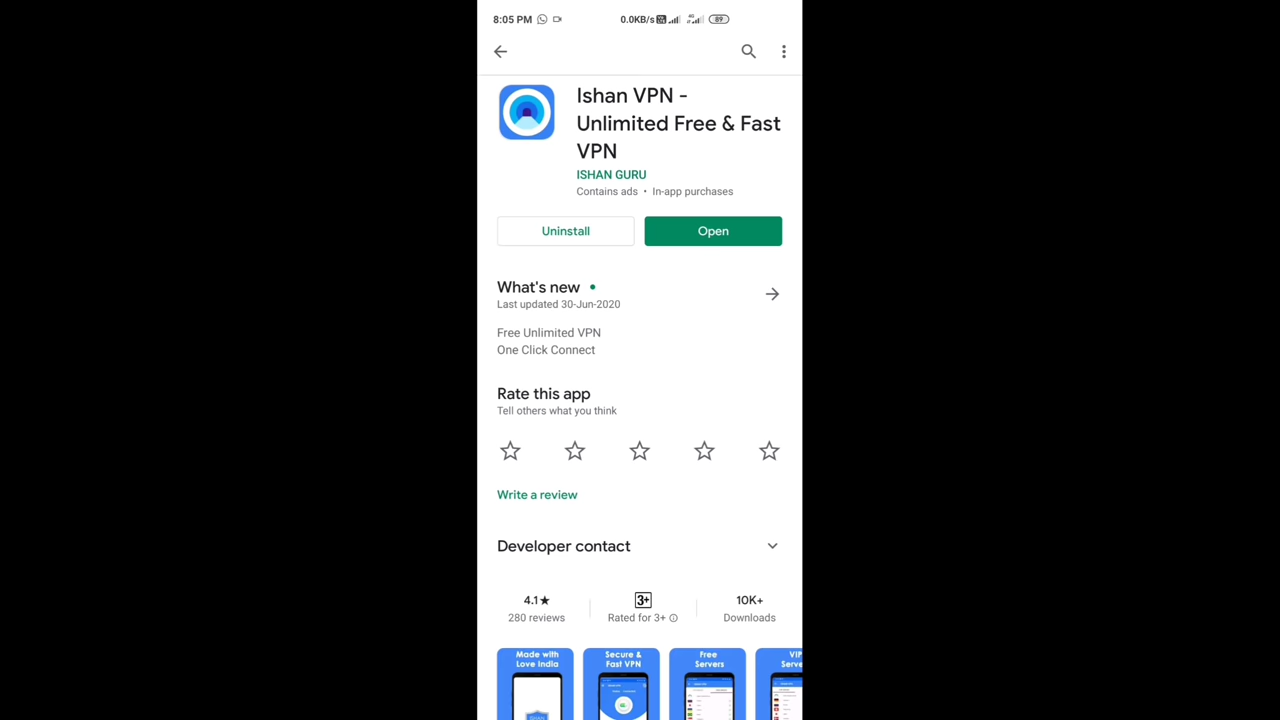 8:05 PM 0.0KB/s 4G 89
Ishan VPN -
Unlimited Free & Fast
VPN
ISHAN GURU
Contains ads • In-app purchases
Uninstall Open
What's new •
Last updated 30-Jun-2020
Free Unlimited VPN
One Click Connect
Rate this app
Tell others what you think
Write a review
Developer contact
4.1★ 3+ 10K+
280 reviews Rated for 3+ Downloads
Made with Secure & Free VIP
Love India Fast VPN Servers Serve